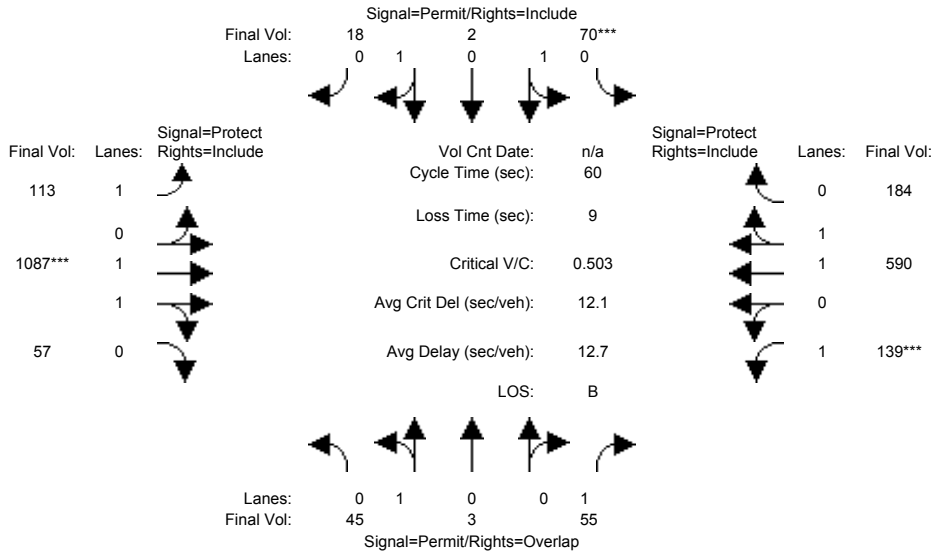 Signal=Permit/Rights=Include
Final Vol: 18 2 70***
Lanes: 0 1 0 1 0
Signal=Protect
Final Vol: Lanes: Rights=Include
Vol Cnt Date: n/a
Signal=Protect
Rights=Include Lanes: Final Vol:
Cycle Time (sec): 60
113 1
0 184
Loss Time (sec): 9
0
1
1087*** 1
Critical V/C: 0.503
1 590
1
Avg Crit Del (sec/veh): 12.1
0
57 0
Avg Delay (sec/veh): 12.7
1 139***
LOS: B
Lanes: 0 1 0 0 1
Final Vol: 45 3 55
Signal=Permit/Rights=Overlap